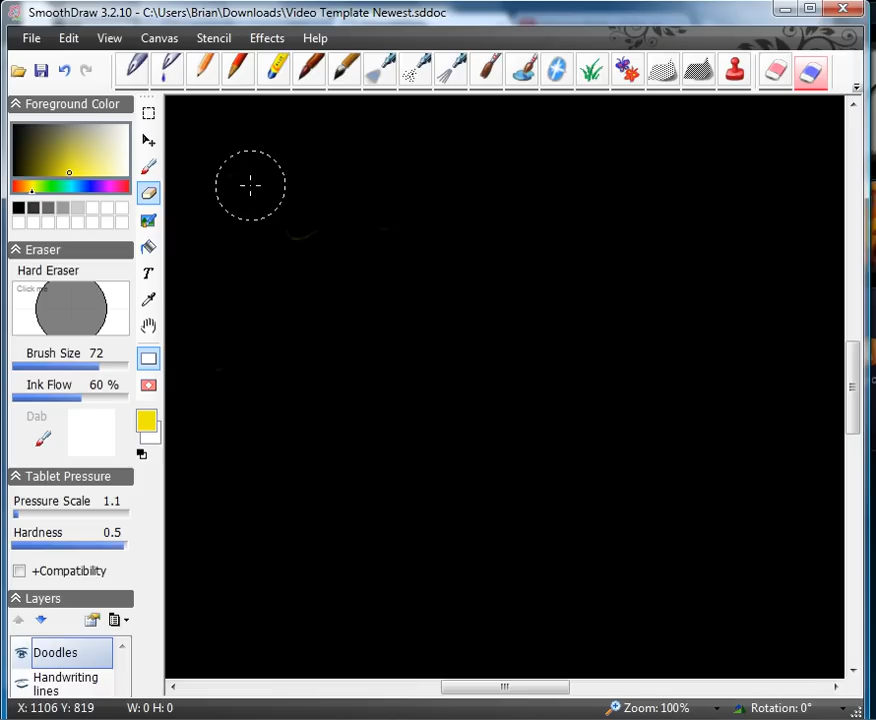 SmoothDraw 3.2.10 - C:\Users\Brian\Downloads\Video Template Newest.sddoc
File Edit View Canvas Stencil Effects Help
Foreground Color
Eraser
Hard Eraser
Click me
Brush Size 72
Ink Flow 60 %
Dab
T
Tablet Pressure
Pressure Scale 1.1
Hardness 0.5
+Compatibility
Layers
Doodles
Handwriting
lines
X: 1106 Y: 819 W: 0 H: 0 Zoom: 100% Rotation: 0°